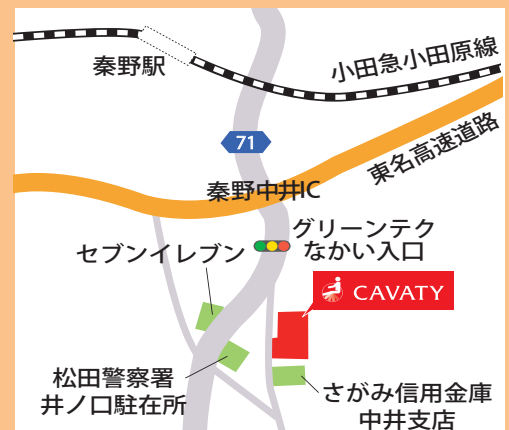 小田急小田原線
秦野駅
71
東名高速道路
秦野中井IC
グリーンテク
なかい入口
セブンイレブン
CAVATY
松田警察署
井ノ口駐在所
さがみ信用金庫
中井支店